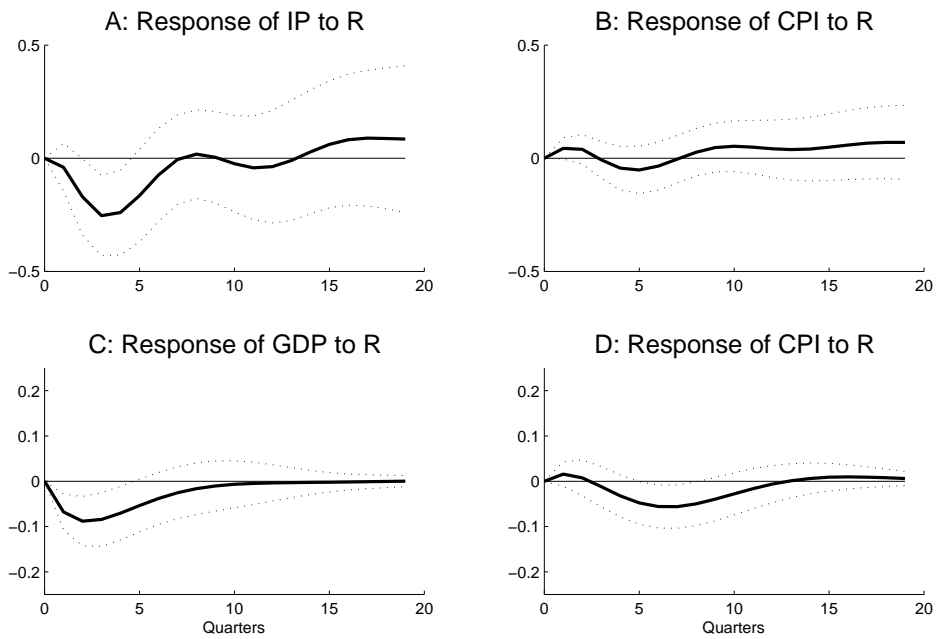 A: Response of IP to R
0.5
0
−0.5
0 5 10 15 20
B: Response of CPI to R
0.5
0
−0.5
0 5 10 15 20
C: Response of GDP to R
0.2
0.1
0
−0.1
−0.2
0 5 10 15 20
Quarters
D: Response of CPI to R
0.2
0.1
0
−0.1
−0.2
0 5 10 15 20
Quarters